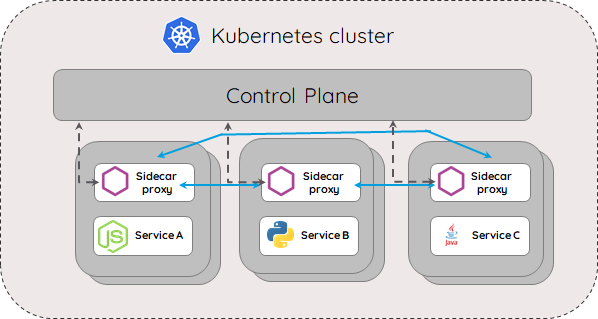 Kubernetes cluster
Control Plane
Sidecar
proxy
Sidecar
proxy
Sidecar
proxy
JS
Service A
Service B
Java
Service C